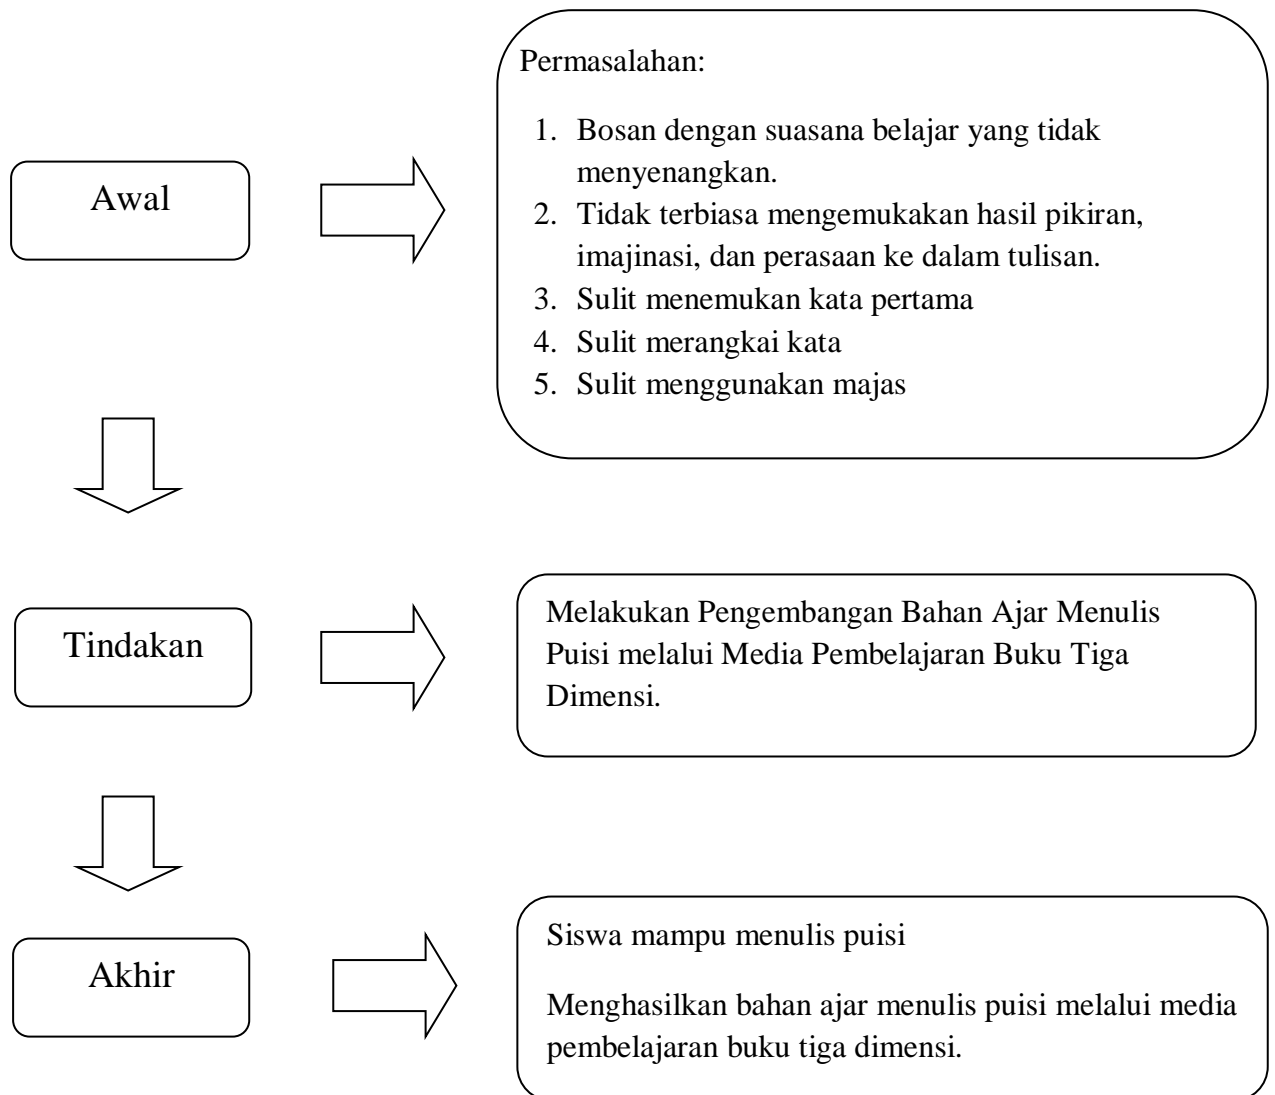 Awal
Permasalahan:
1. Bosan dengan suasana belajar yang tidak
menyenangkan.
2. Tidak terbiasa mengemukakan hasil pikiran,
imajinasi, dan perasaan ke dalam tulisan.
3. Sulit menemukan kata pertama
4. Sulit merangkai kata
5. Sulit menggunakan majas
Tindakan
Melakukan Pengembangan Bahan Ajar Menulis
Puisi melalui Media Pembelajaran Buku Tiga
Dimensi.
Akhir
Siswa mampu menulis puisi
Menghasilkan bahan ajar menulis puisi melalui media
pembelajaran buku tiga dimensi.